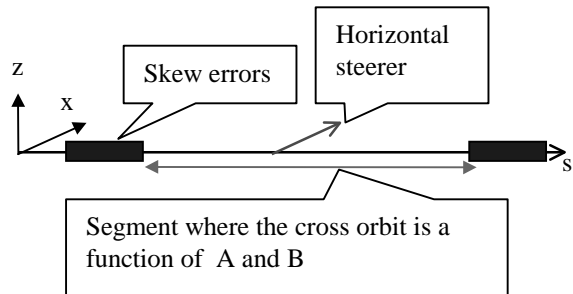 Horizontal
steerer
Skew errors
z
x
s
Segment where the cross orbit is a
function of A and B